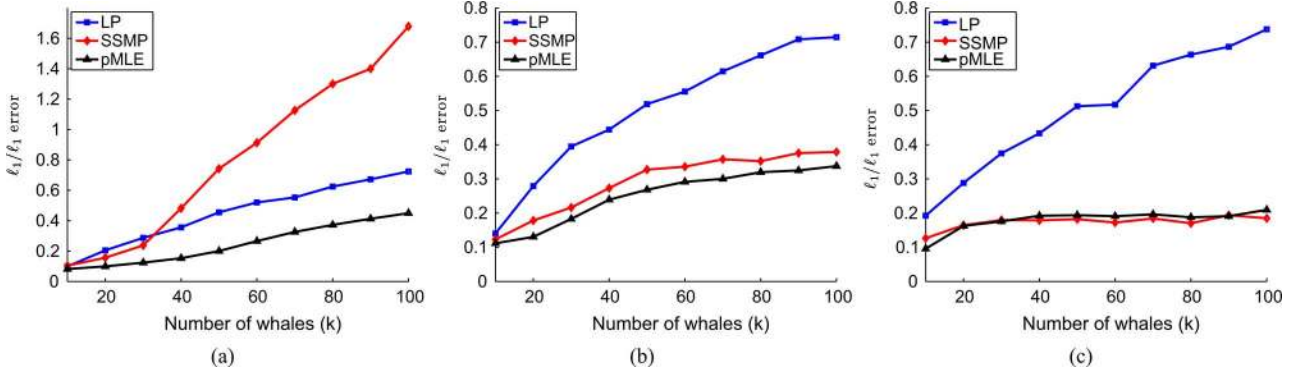 1.6
1.4
1.2
1
0.8
0.6
0.4
0.2
0
LP
SSMP
pMLE
ℓ₁/ℓ₁ error
20 40 60 80 100
Number of whales (k)
(a)
0.8
0.7
0.6
0.5
0.4
0.3
0.2
0.1
0
LP
SSMP
pMLE
ℓ₁/ℓ₁ error
20 40 60 80 100
Number of whales (k)
(b)
0.8
0.7
0.6
0.5
0.4
0.3
0.2
0.1
0
LP
SSMP
pMLE
ℓ₁/ℓ₁ error
20 40 60 80 100
Number of whales (k)
(c)